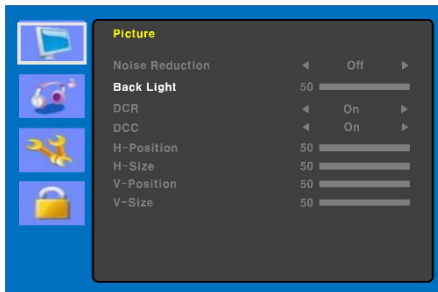 Picture
Noise Reduction ◀ Off ▶
Back Light 50
DCR ◀ On ▶
DCC ◀ On ▶
H-Position 50
H-Size 50
V-Position 50
V-Size 50